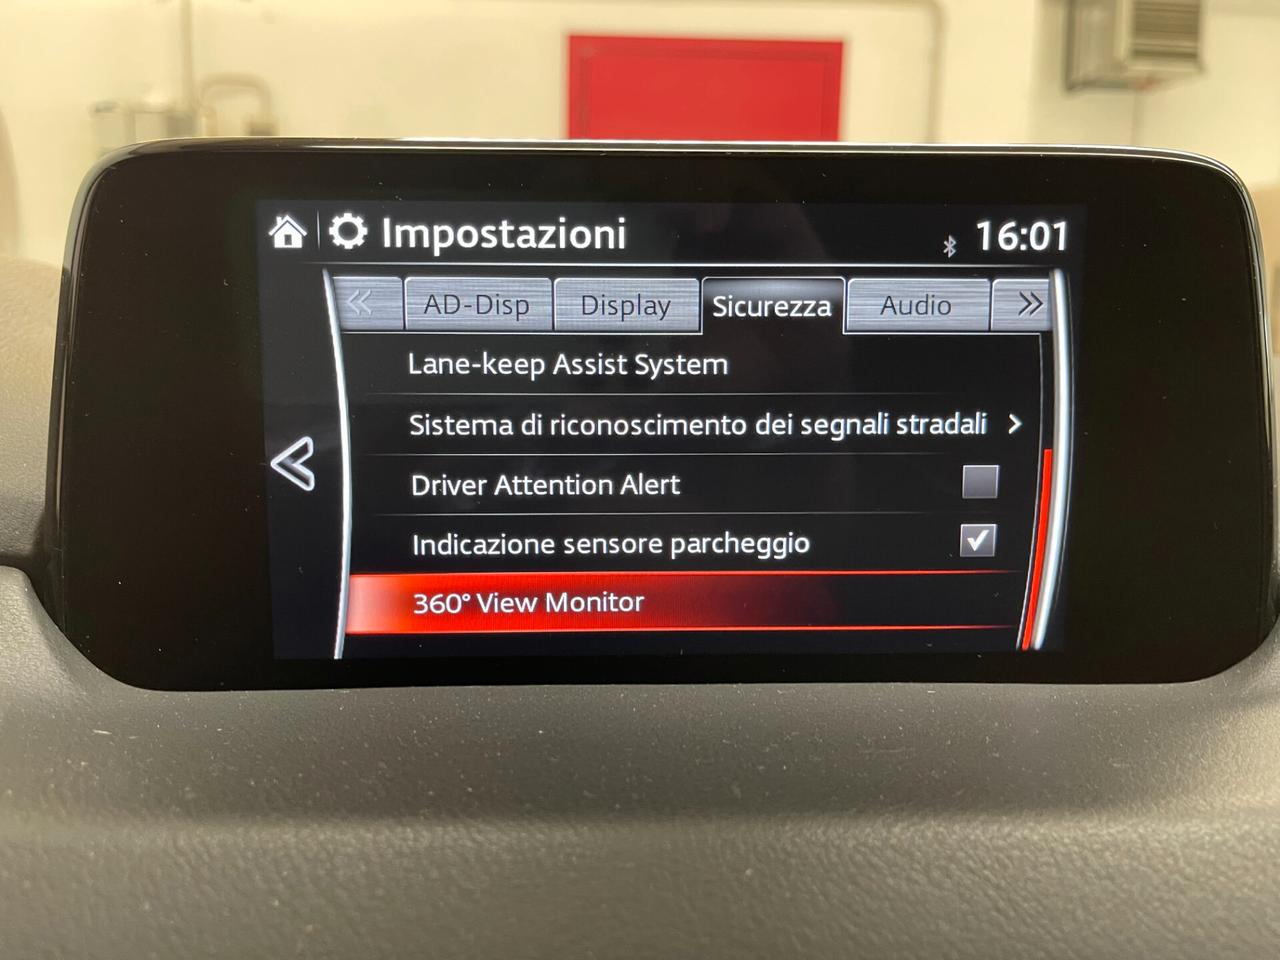 Impostazioni
16:01
AD-Disp
Display
Sicurezza
Audio
Lane-keep Assist System
Sistema di riconoscimento dei segnali stradali
Driver Attention Alert
Indicazione sensore parcheggio
360° View Monitor